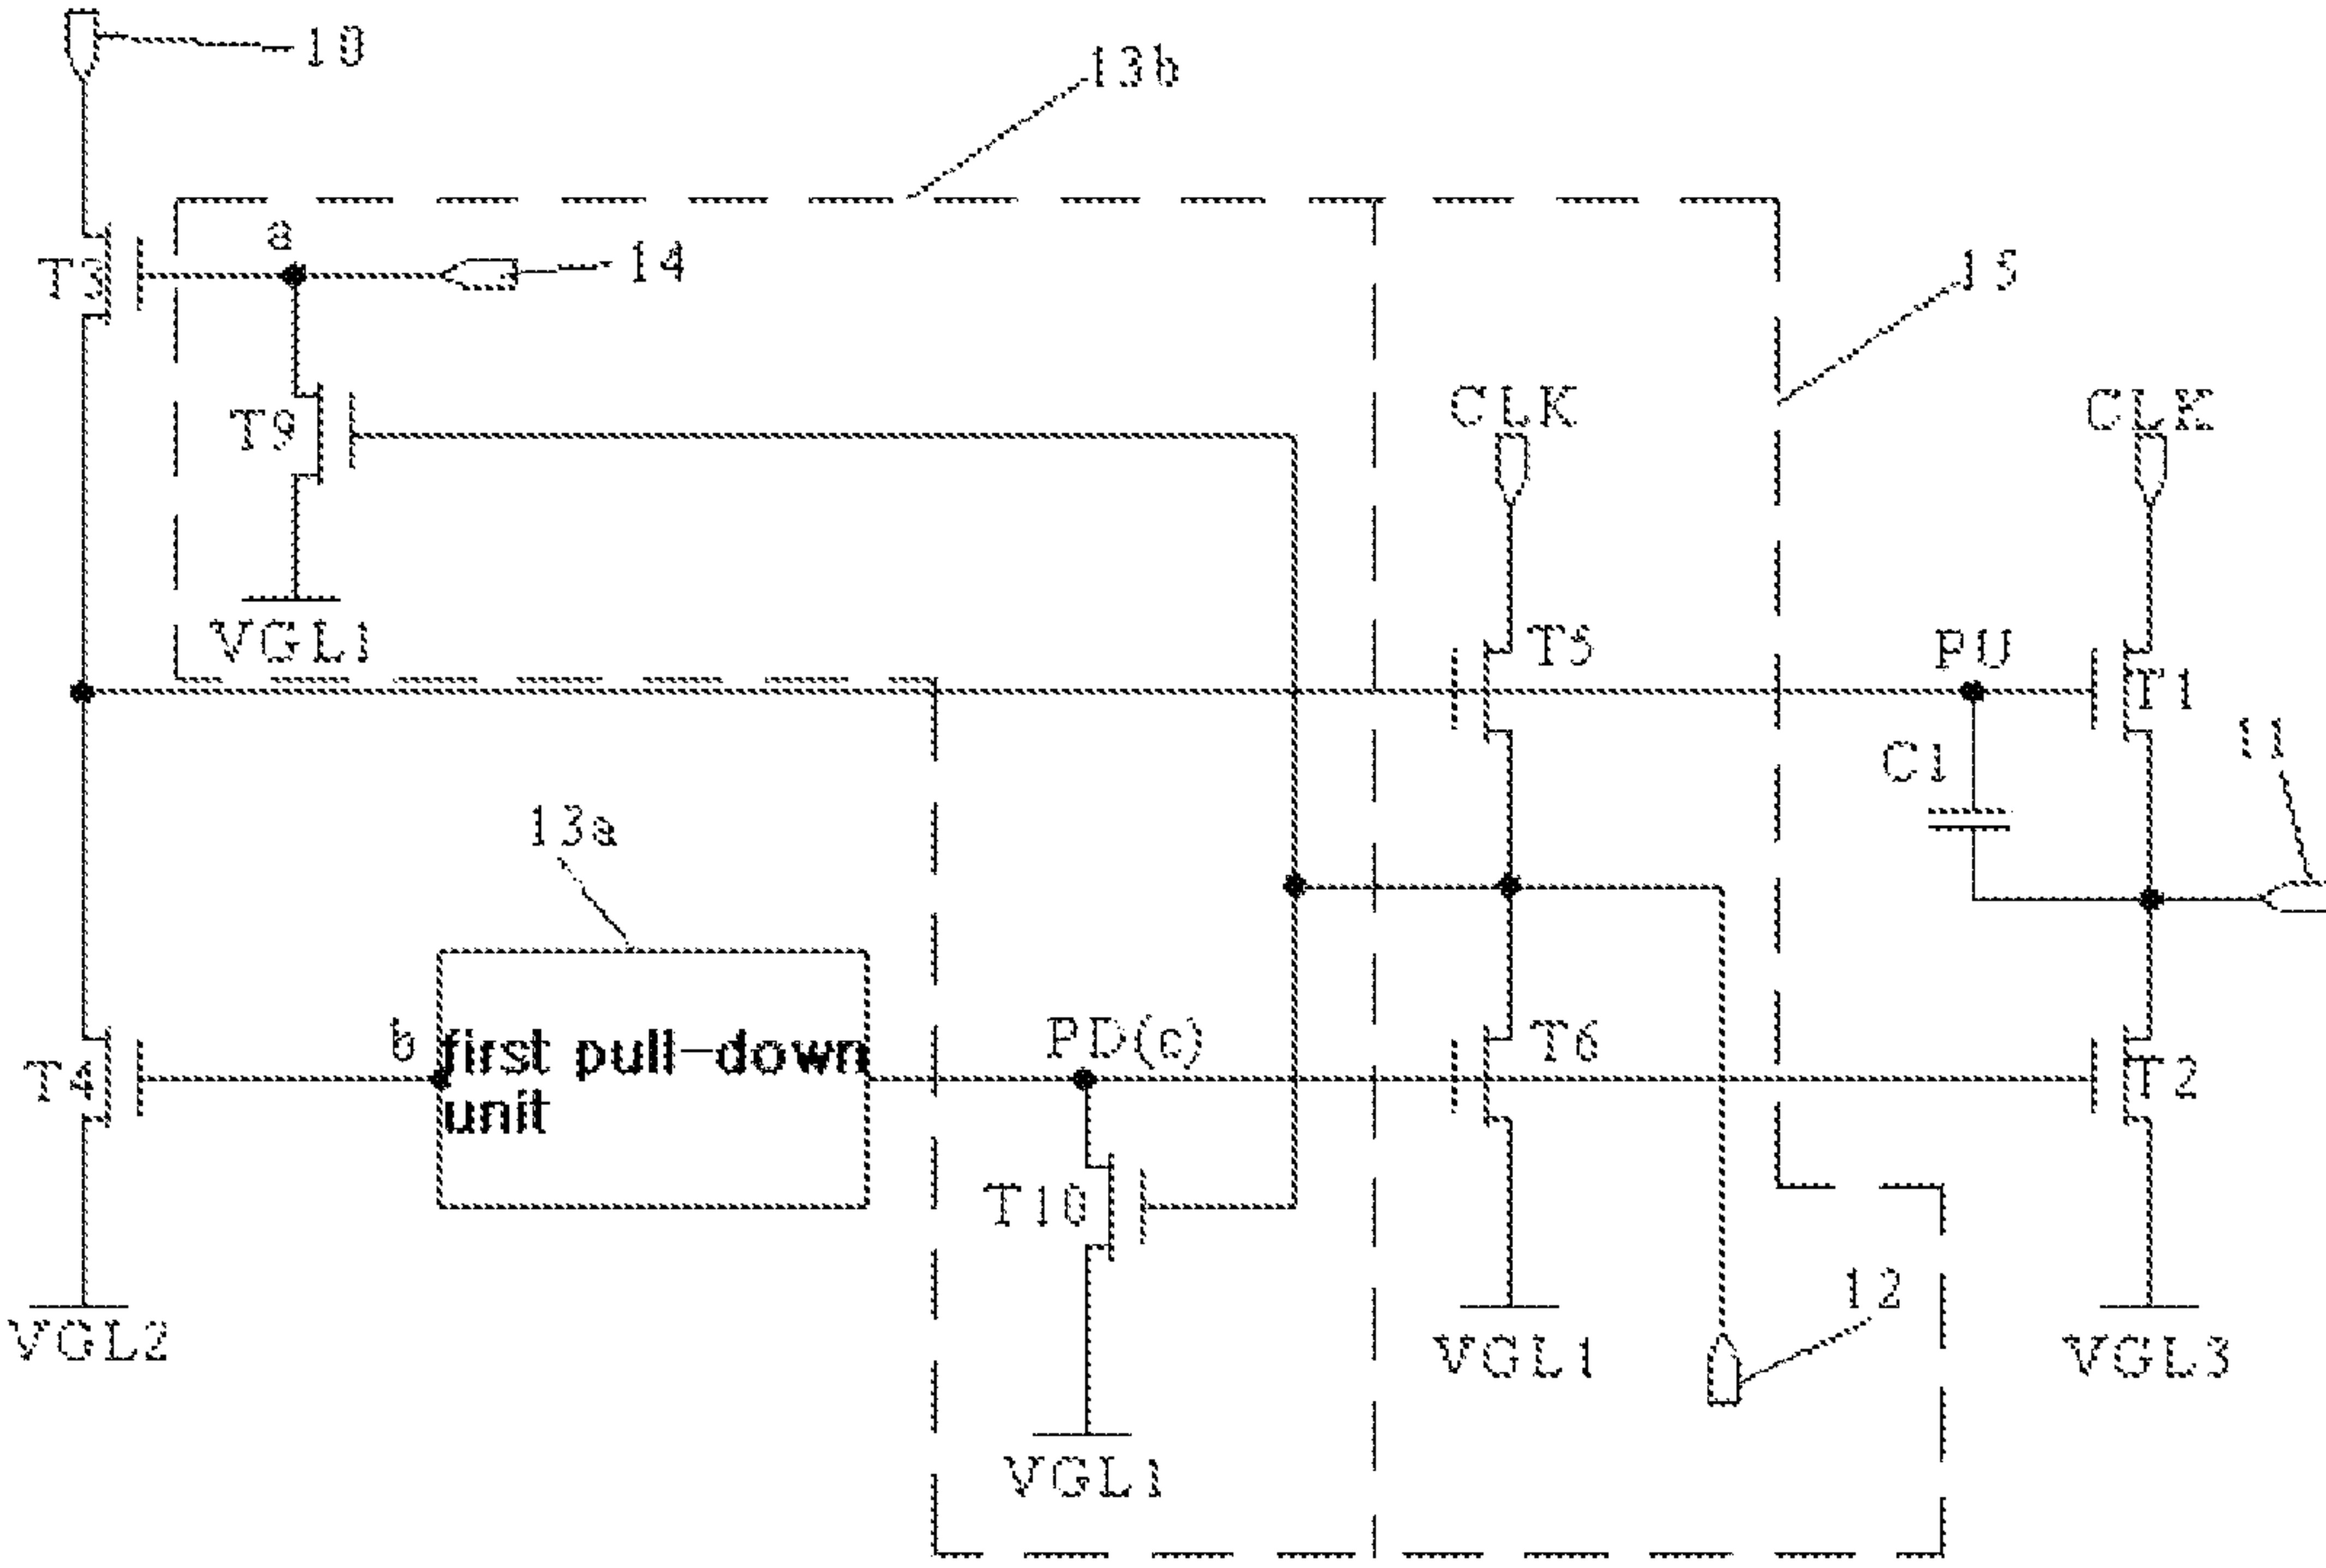 10
13b
a
14
T3
15
T9
CLK
CLK
VGL1
T5
PU
T1
11
C1
13a
b
first pull-down
unit
PD(c)
T6
T4
T2
T10
12
VGL2
VGL1
VGL3
VGL1